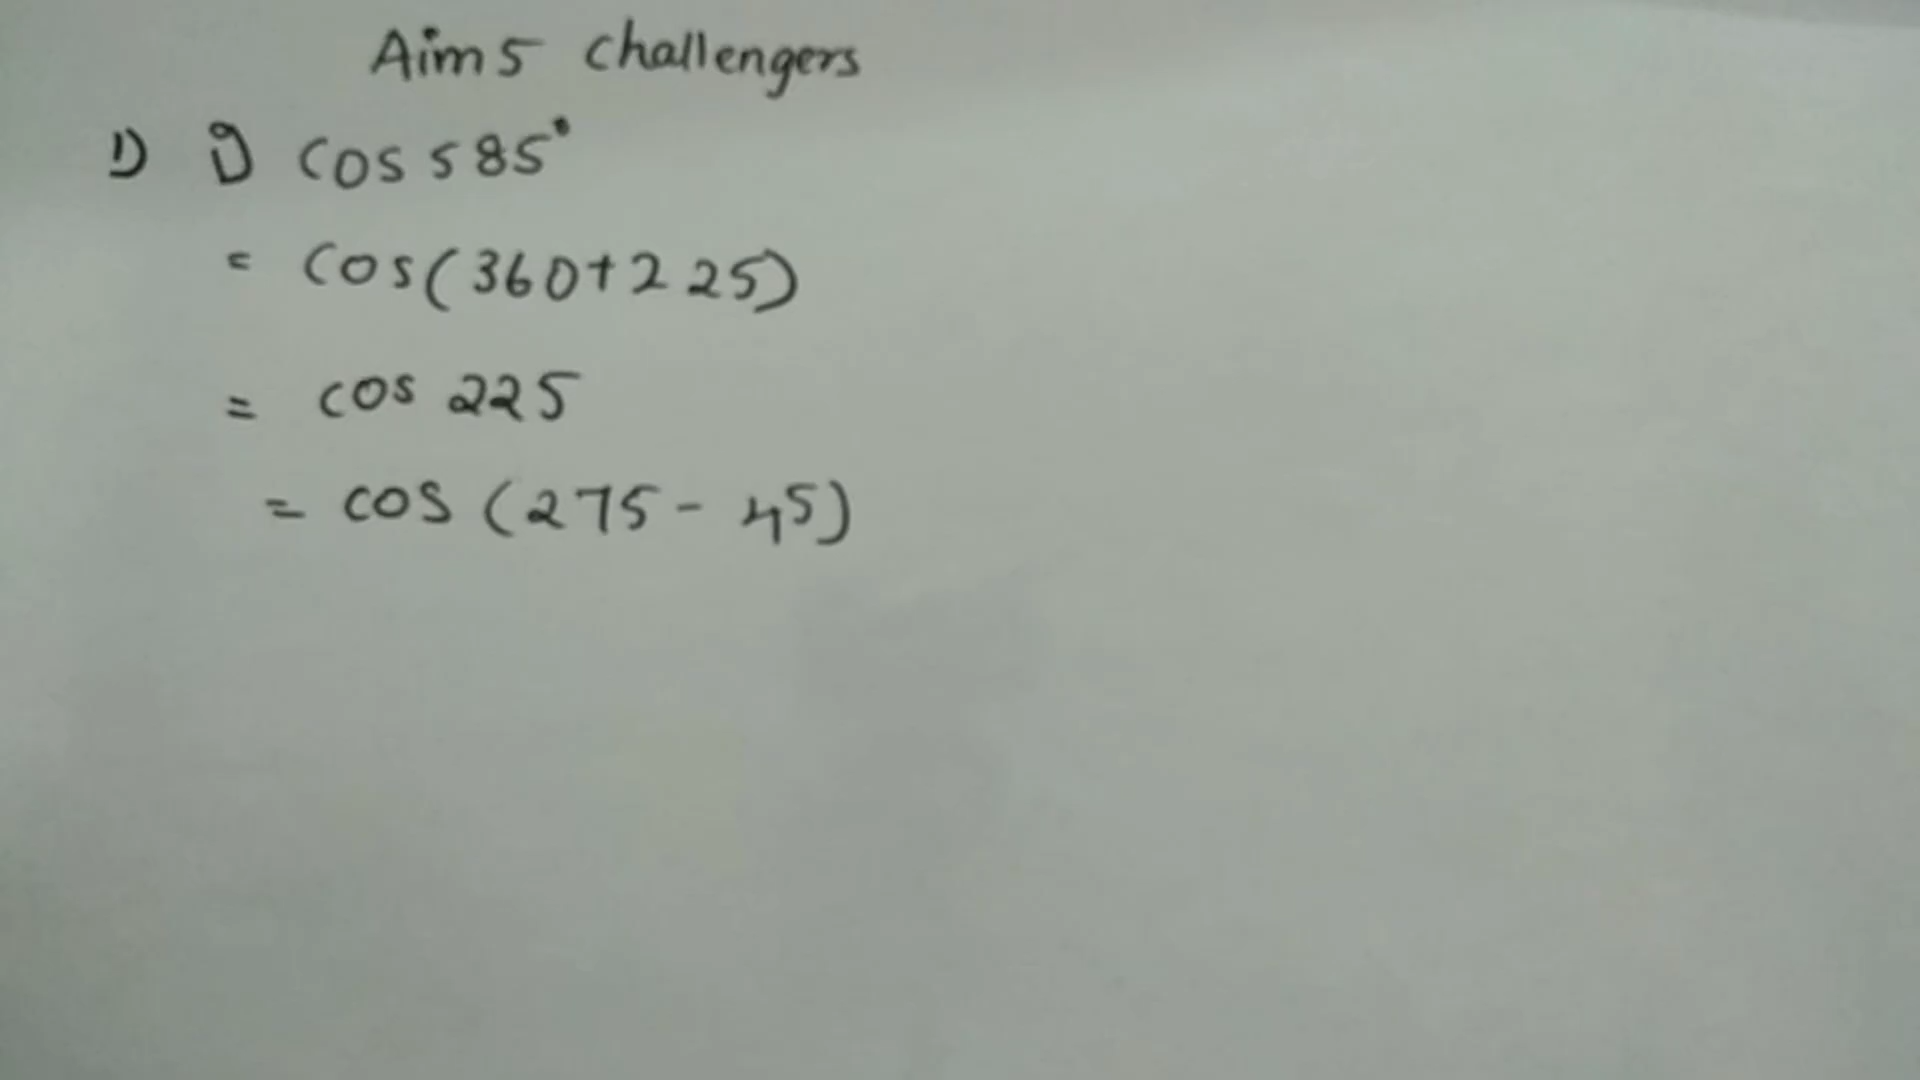 Aim5 challengers
1) i) cos 585°
= cos(360+225)
= cos 225
= cos (275 - 45)